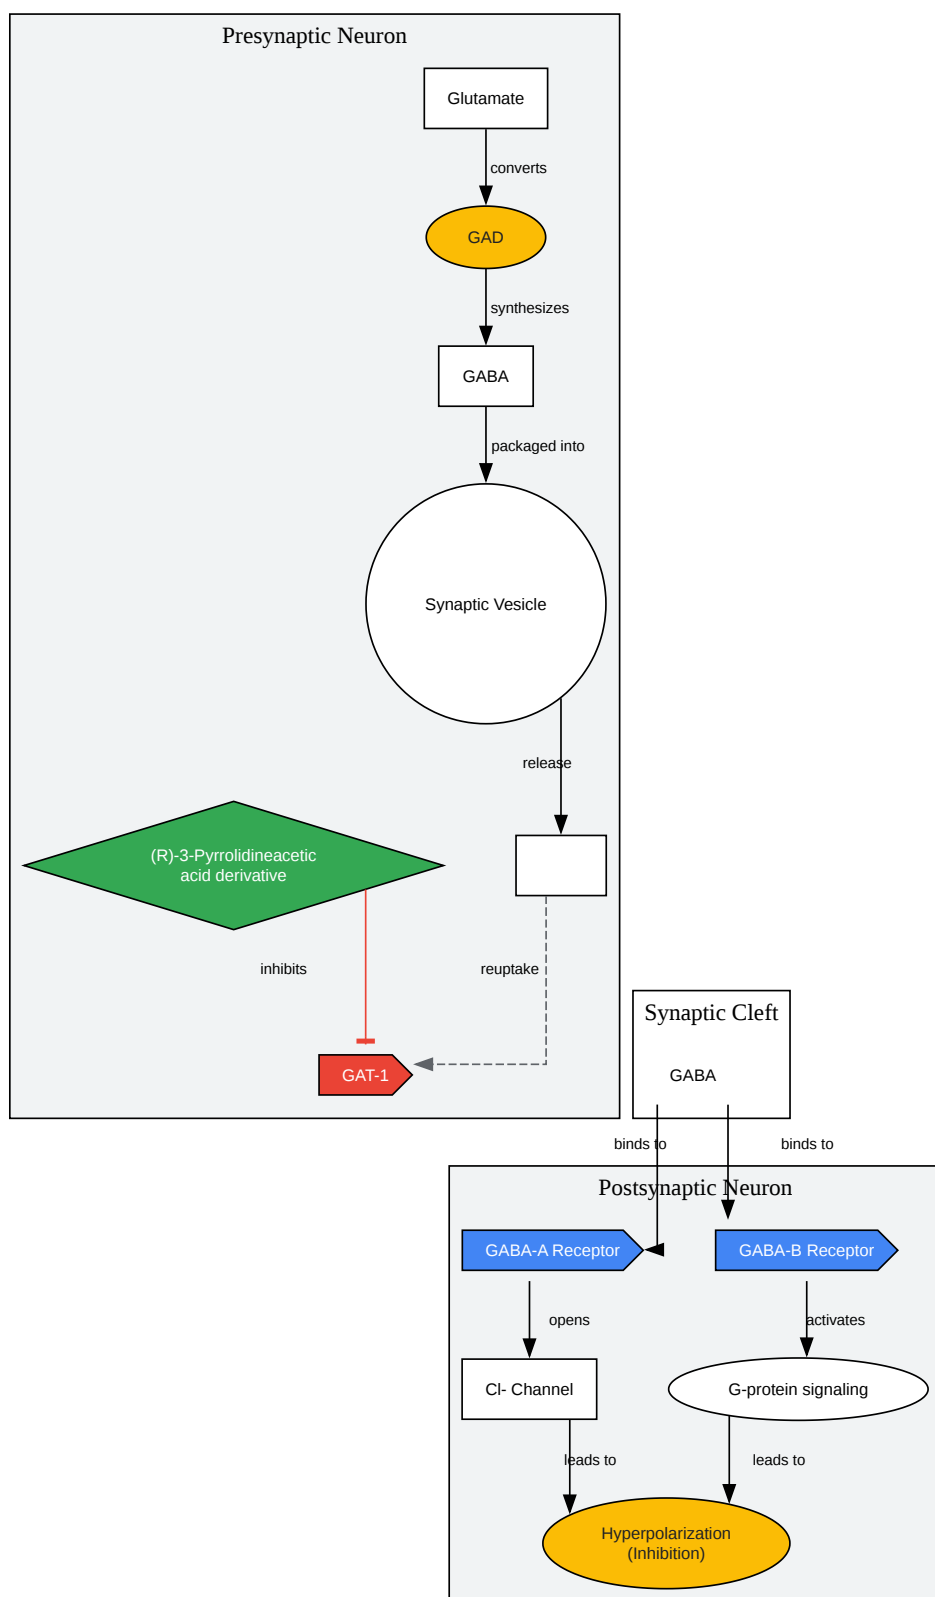 Presynaptic Neuron
Glutamate
converts
GAD
synthesizes
GABA
packaged into
Synaptic Vesicle
release
(R)-3-Pyrrolidineacetic
acid derivative
inhibits
reuptake
GAT-1
Synaptic Cleft
GABA
binds to
binds to
Postsynaptic Neuron
GABA-A Receptor
GABA-B Receptor
opens
activates
Cl- Channel
G-protein signaling
leads to
leads to
Hyperpolarization
(Inhibition)